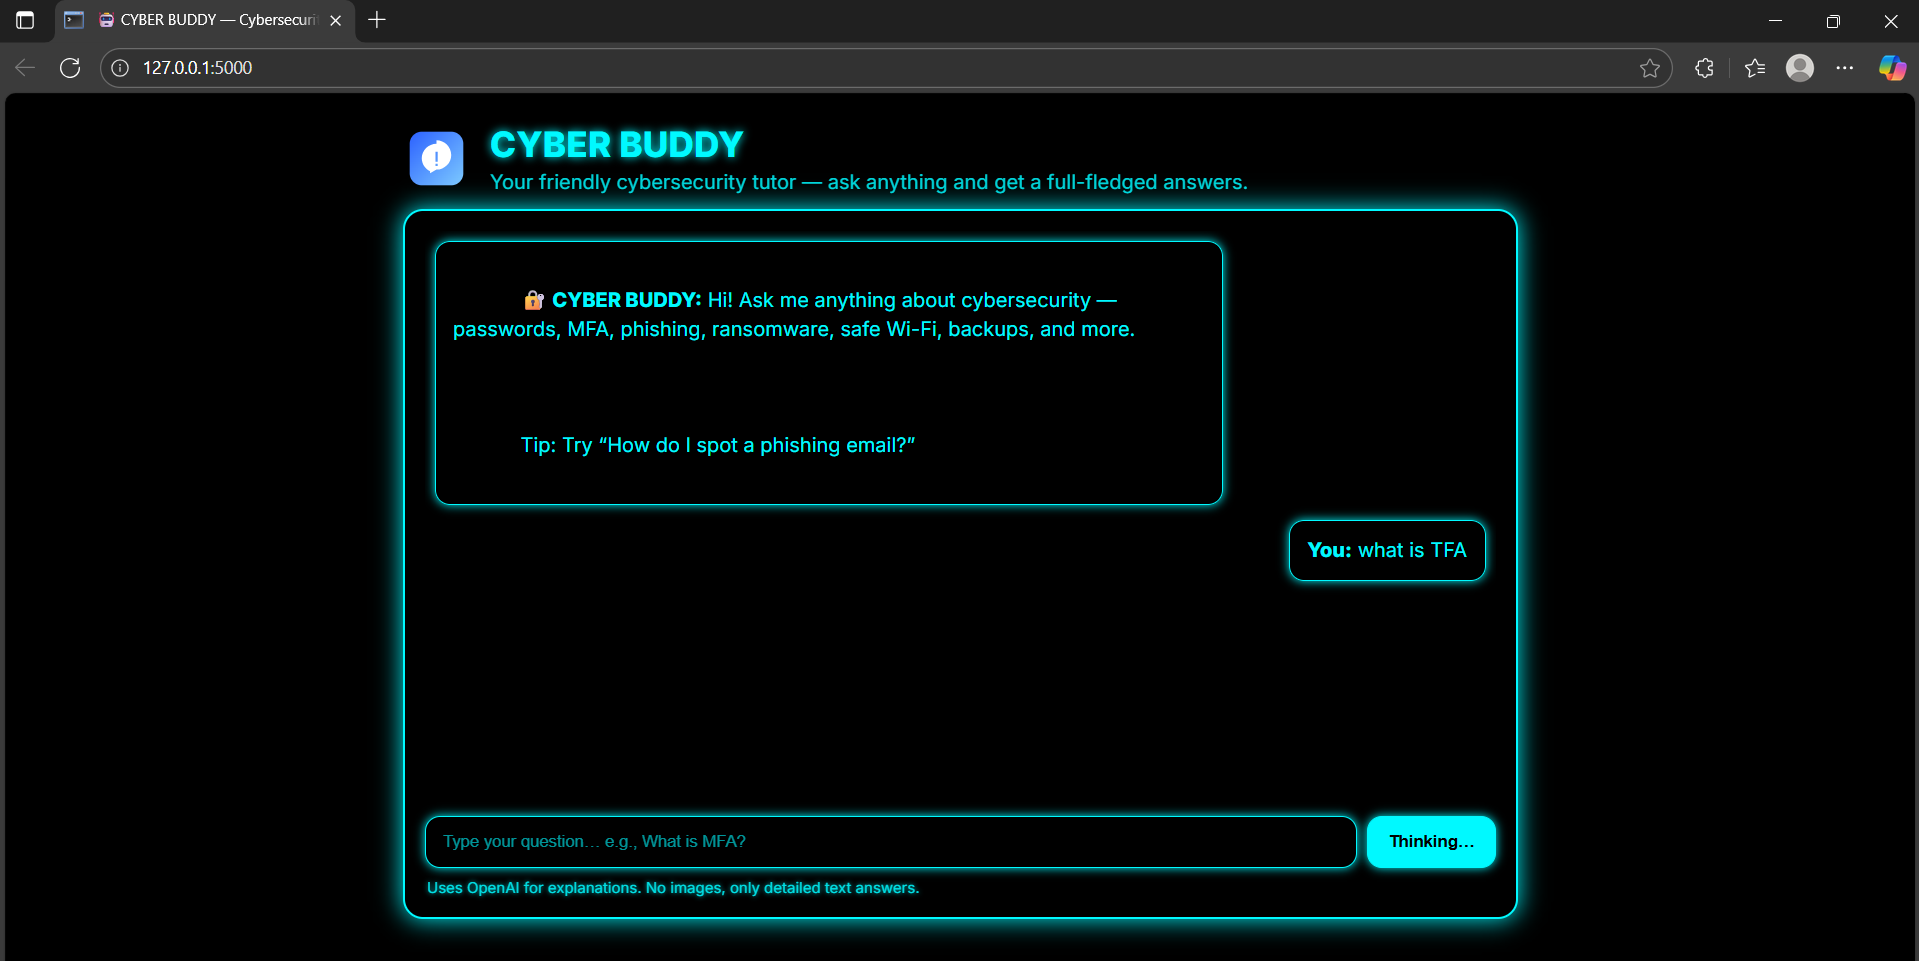 CYBER BUDDY — Cybersecuri
127.0.0.1:5000
CYBER BUDDY
Your friendly cybersecurity tutor — ask anything and get a full-fledged answers.
🔐 CYBER BUDDY: Hi! Ask me anything about cybersecurity —
passwords, MFA, phishing, ransomware, safe Wi-Fi, backups, and more.
Tip: Try “How do I spot a phishing email?”
You: what is TFA
Type your question… e.g., What is MFA?
Thinking…
Uses OpenAI for explanations. No images, only detailed text answers.